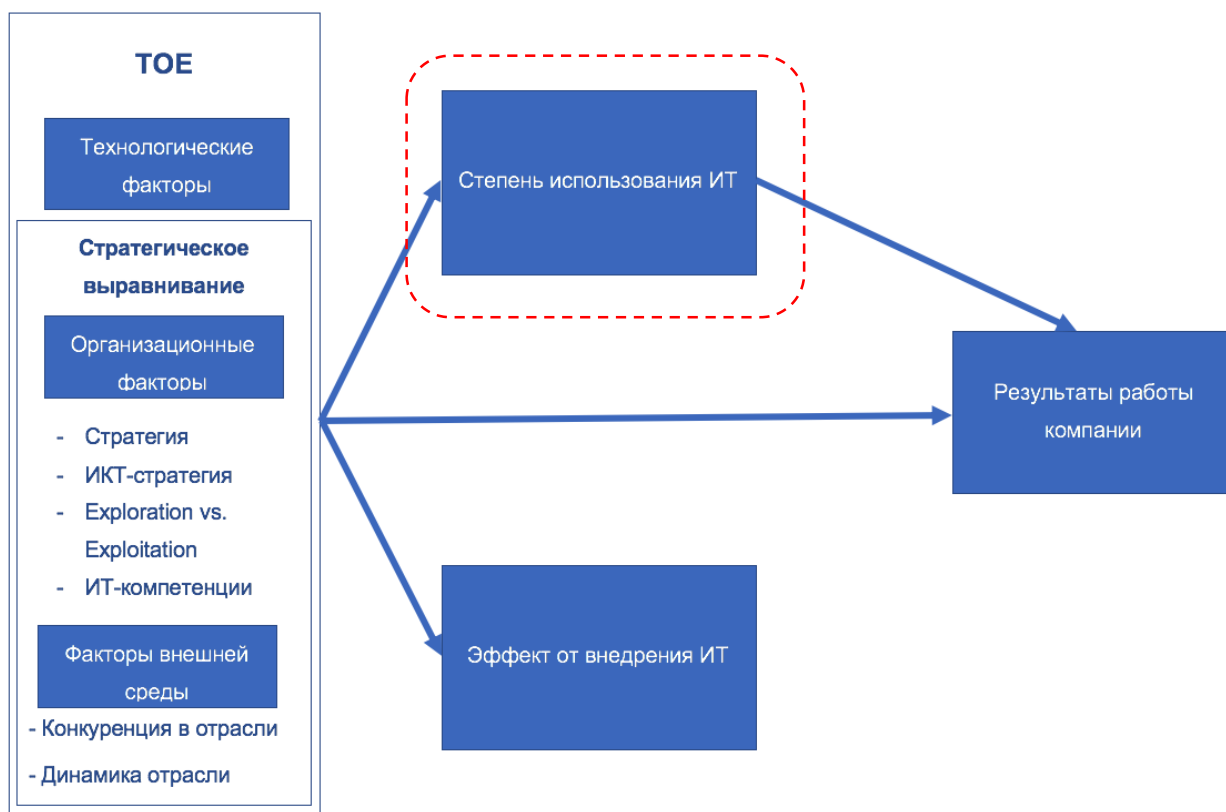 TOE
Технологические
факторы
Стратегическое
выравнивание
Организационные
факторы
- Стратегия
- ИКТ-стратегия
- Exploration vs.
Exploitation
- ИТ-компетенции
Факторы внешней
среды
- Конкуренция в отрасли
- Динамика отрасли
Степень использования ИТ
Эффект от внедрения ИТ
Результаты работы
компании